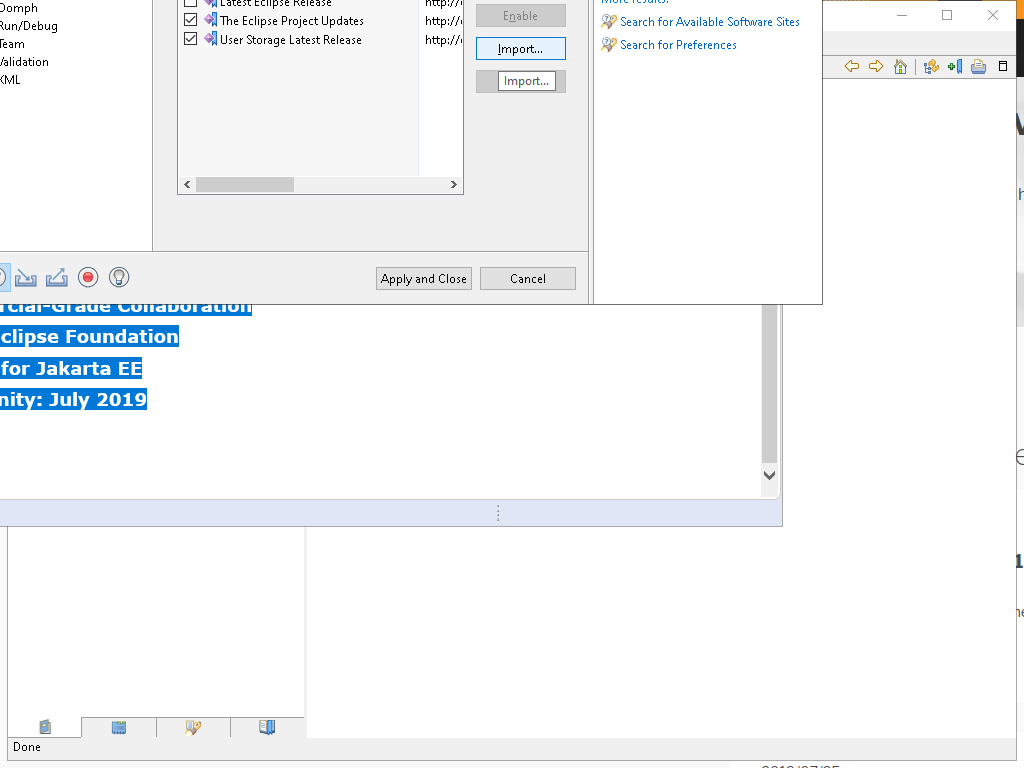 Oomph
Run/Debug
Team
Validation
XML
Latest Eclipse Release
The Eclipse Project Updates
http://
User Storage Latest Release
http://
Enable
Import...
Import...
More results:
Search for Available Software Sites
Search for Preferences
Apply and Close
Cancel
rcial-Grade Collaboration
clipse Foundation
for Jakarta EE
nity: July 2019
Done